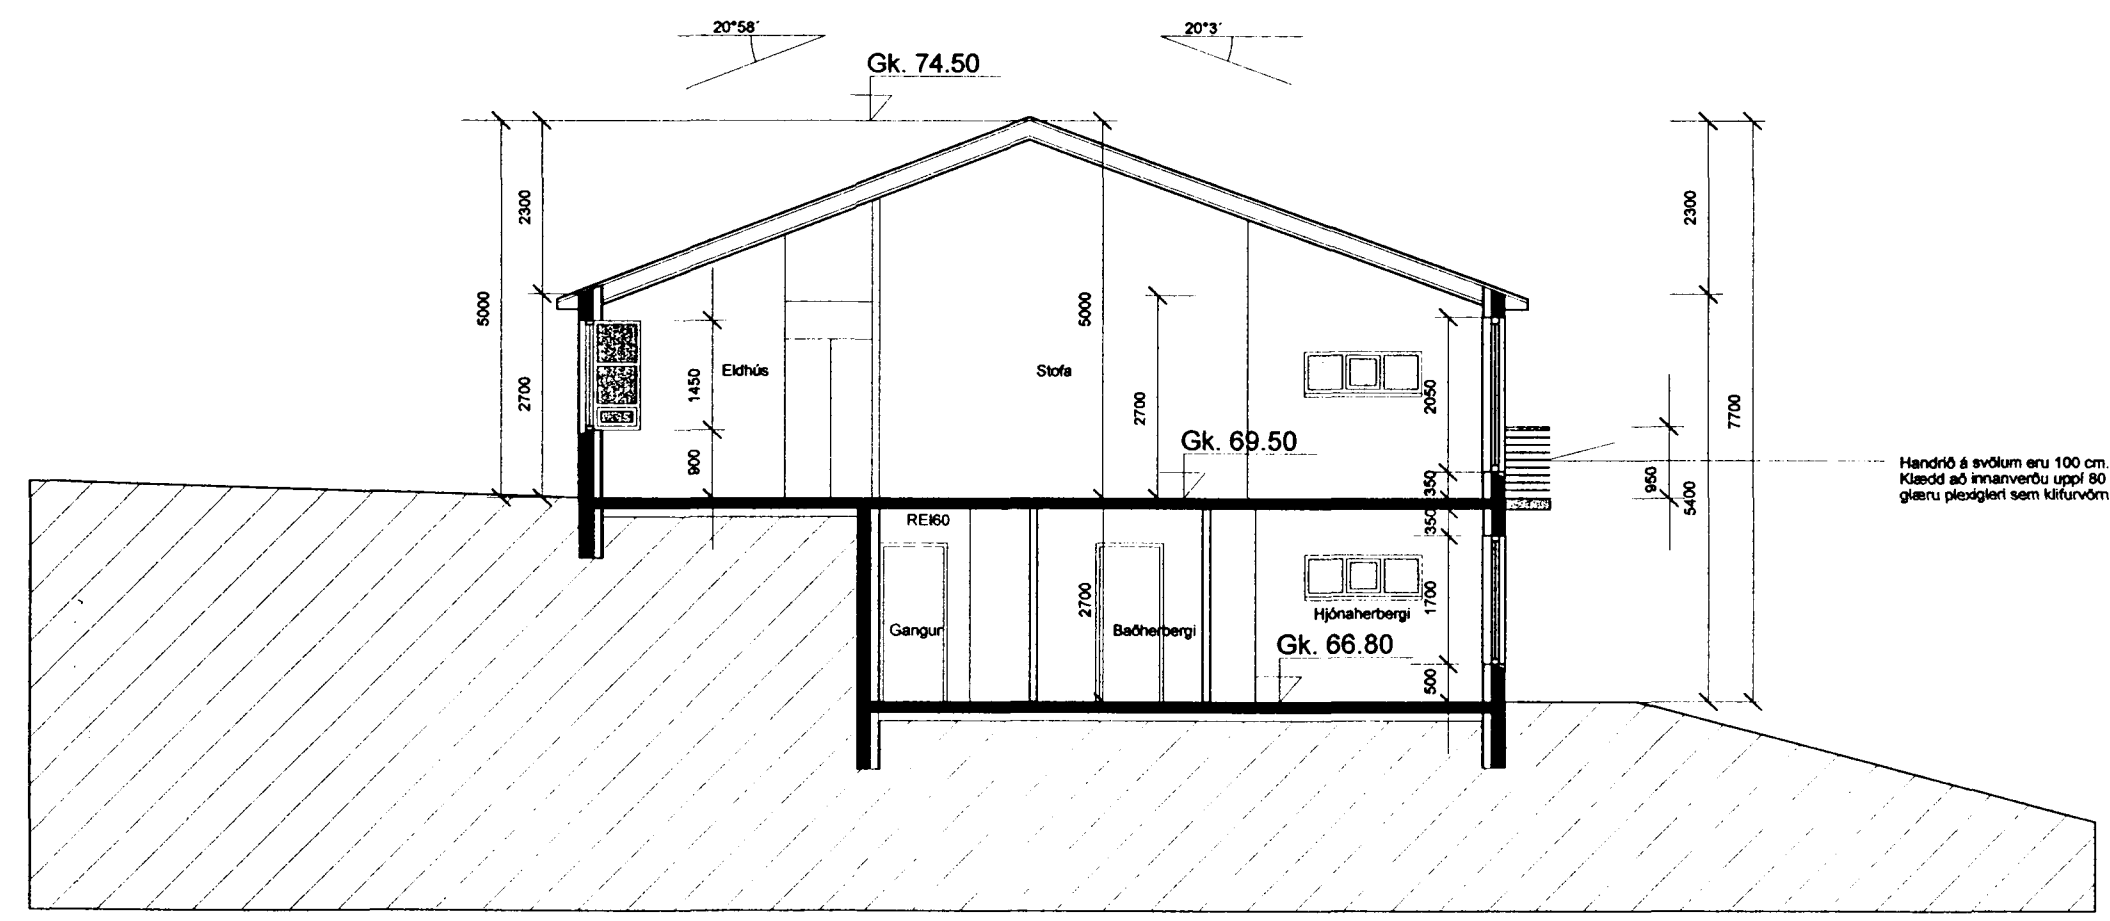 20°58´
20°3´
Gk. 74.50
2300
5000
2700
1450
900
Eldhús
Stofa
5000
2700
Gk. 69.50
2050
350
2300
7700
5400
950
Handrið á svölum eru 100 cm.
Klædd að innanverðu uppí 80
glæru plexigleri sem klifurvörn
REI60
Gangur
2700
Baðherbergi
350
1700
500
Hjónaherbergi
Gk. 66.80